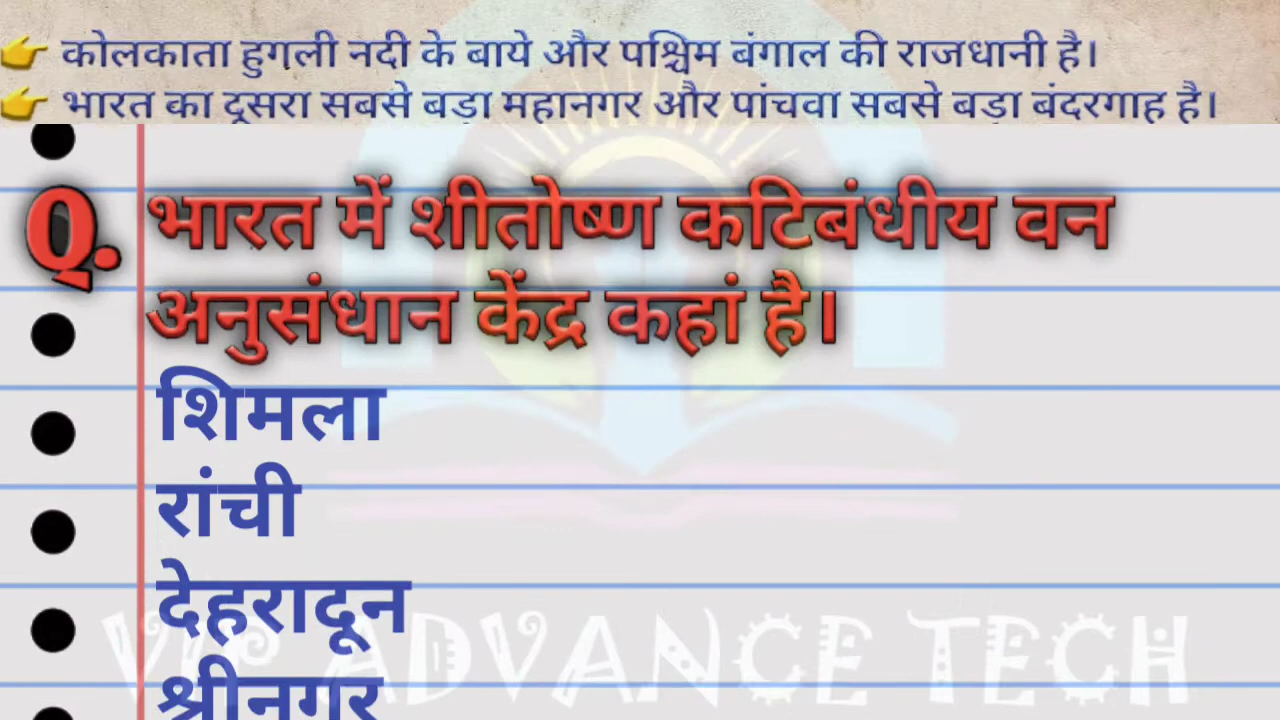 👉 कोलकाता हुगली नदी के बाये और पश्चिम बंगाल की राजधानी है।
👉 भारत का दूसरा सबसे बड़ा महानगर और पांचवा सबसे बड़ा बंदरगाह है।
Q. भारत में शीतोष्ण कटिबंधीय वन
अनुसंधान केंद्र कहां है।
शिमला
रांची
देहरादून
VIP ADVANCE TECH
श्रीनगर